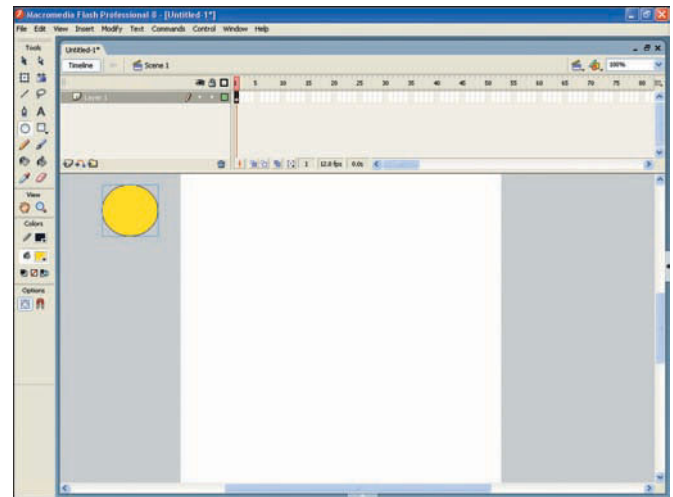 Macromedia Flash Professional 8 - [Untitled-1*]
File Edit View Insert Modify Text Commands Control Window Help
Tools
Untitled-1*
Timeline
Scene 1
100%
5 10 15 20 25 30 35 40 45 50 55 60 65 70 75 80
Layer 1
1 12.0 fps 0.0s
View
Colors
Options